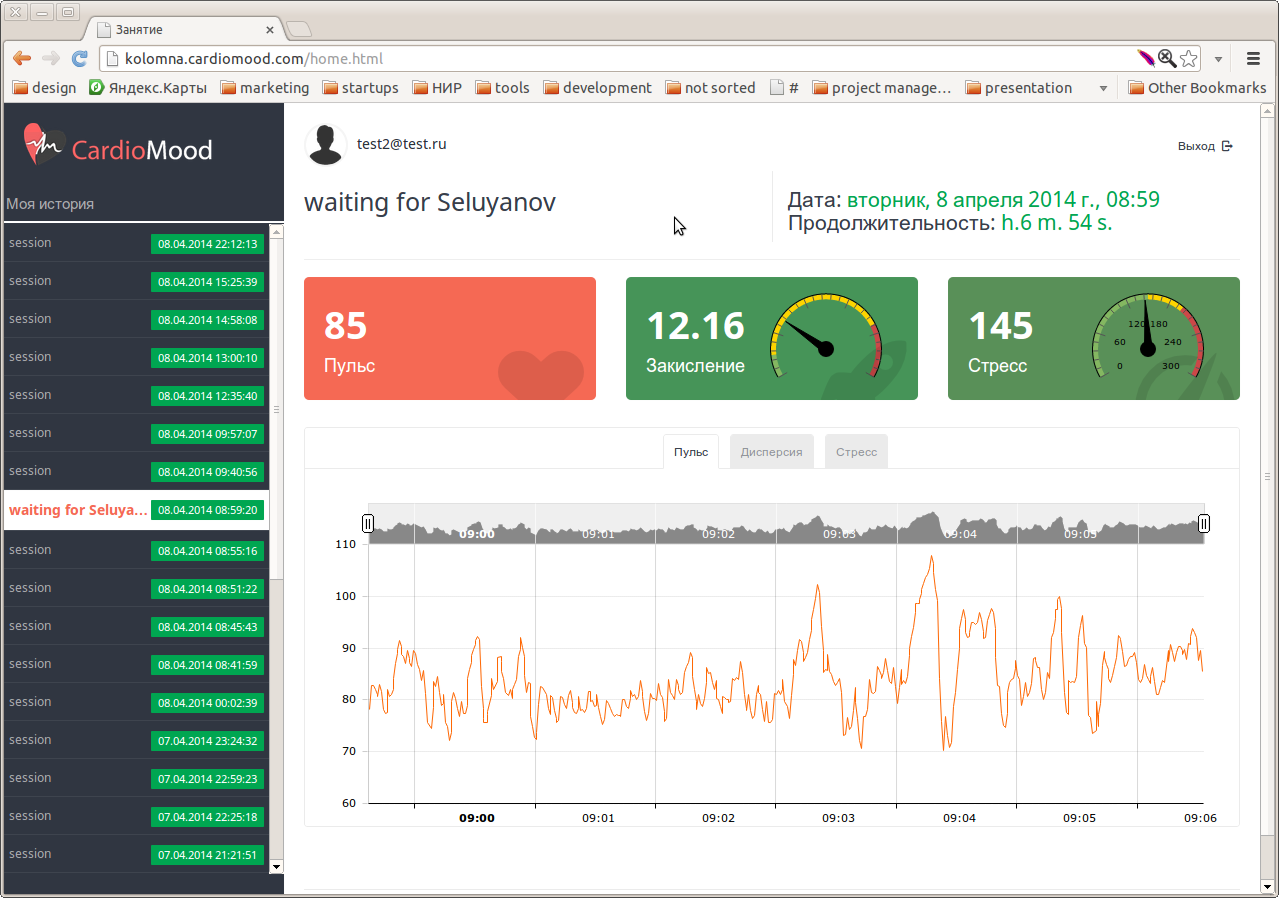 Занятие
kolomna.cardiomood.com/home.html
design
Яндекс.Карты
marketing
startups
НИР
tools
development
not sorted
#
project manage...
presentation
Other Bookmarks
CardioMood
Моя история
session 08.04.2014 22:12:13
session 08.04.2014 15:25:39
session 08.04.2014 14:58:08
session 08.04.2014 13:00:10
session 08.04.2014 12:35:40
session 08.04.2014 09:57:07
session 08.04.2014 09:40:56
waiting for Seluya... 08.04.2014 08:59:20
session 08.04.2014 08:55:16
session 08.04.2014 08:51:22
session 08.04.2014 08:45:43
session 08.04.2014 08:41:59
session 08.04.2014 00:02:39
session 07.04.2014 23:24:32
session 07.04.2014 22:59:23
session 07.04.2014 22:25:18
session 07.04.2014 21:21:51
test2@test.ru
Выход
waiting for Seluyanov
Дата: вторник, 8 апреля 2014 г., 08:59
Продолжительность: h.6 m. 54 s.
85
Пульс
12.16
Закисление
145
Стресс
120 180
60 240
0 300
Пульс Дисперсия Стресс
09:00 09:01 09:02 09:03 09:04 09:05
110
100
90
80
70
60
09:00 09:01 09:02 09:03 09:04 09:05 09:06